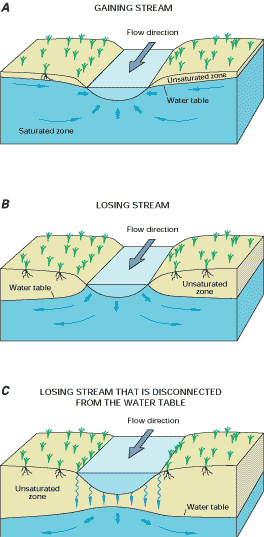 A
GAINING STREAM
Flow direction
Unsaturated zone
Water table
Saturated zone
B
LOSING STREAM
Flow direction
Water table
Unsaturated
zone
C
LOSING STREAM THAT IS DISCONNECTED
FROM THE WATER TABLE
Flow direction
Unsaturated
zone
Water table